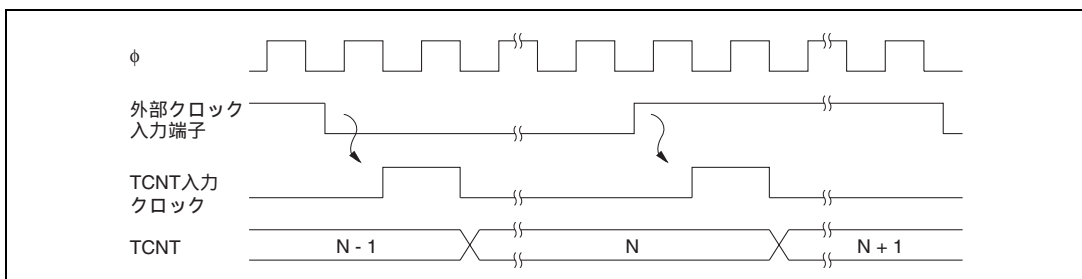 φ
外部クロック
入力端子
TCNT入力
クロック
TCNT
N - 1
N
N + 1